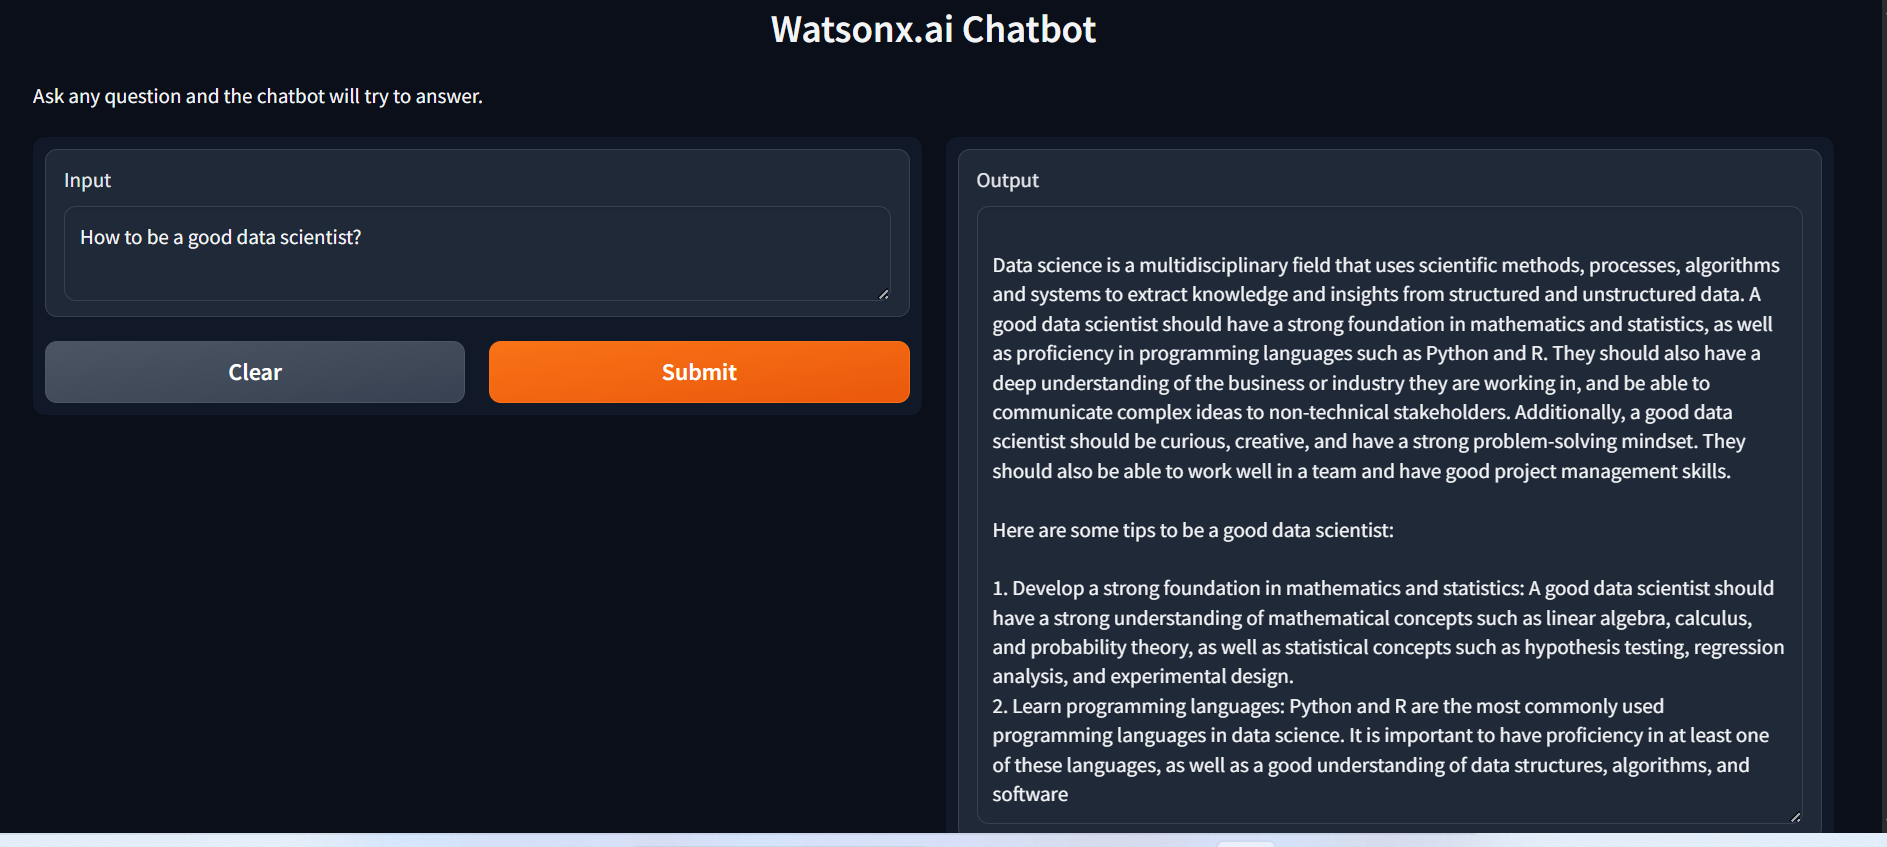 Watsonx.ai Chatbot
Ask any question and the chatbot will try to answer.
Input
How to be a good data scientist?
Clear
Submit
Output
Data science is a multidisciplinary field that uses scientific methods, processes, algorithms
and systems to extract knowledge and insights from structured and unstructured data. A
good data scientist should have a strong foundation in mathematics and statistics, as well
as proficiency in programming languages such as Python and R. They should also have a
deep understanding of the business or industry they are working in, and be able to
communicate complex ideas to non-technical stakeholders. Additionally, a good data
scientist should be curious, creative, and have a strong problem-solving mindset. They
should also be able to work well in a team and have good project management skills.
Here are some tips to be a good data scientist:
1. Develop a strong foundation in mathematics and statistics: A good data scientist should
have a strong understanding of mathematical concepts such as linear algebra, calculus,
and probability theory, as well as statistical concepts such as hypothesis testing, regression
analysis, and experimental design.
2. Learn programming languages: Python and R are the most commonly used
programming languages in data science. It is important to have proficiency in at least one
of these languages, as well as a good understanding of data structures, algorithms, and
software